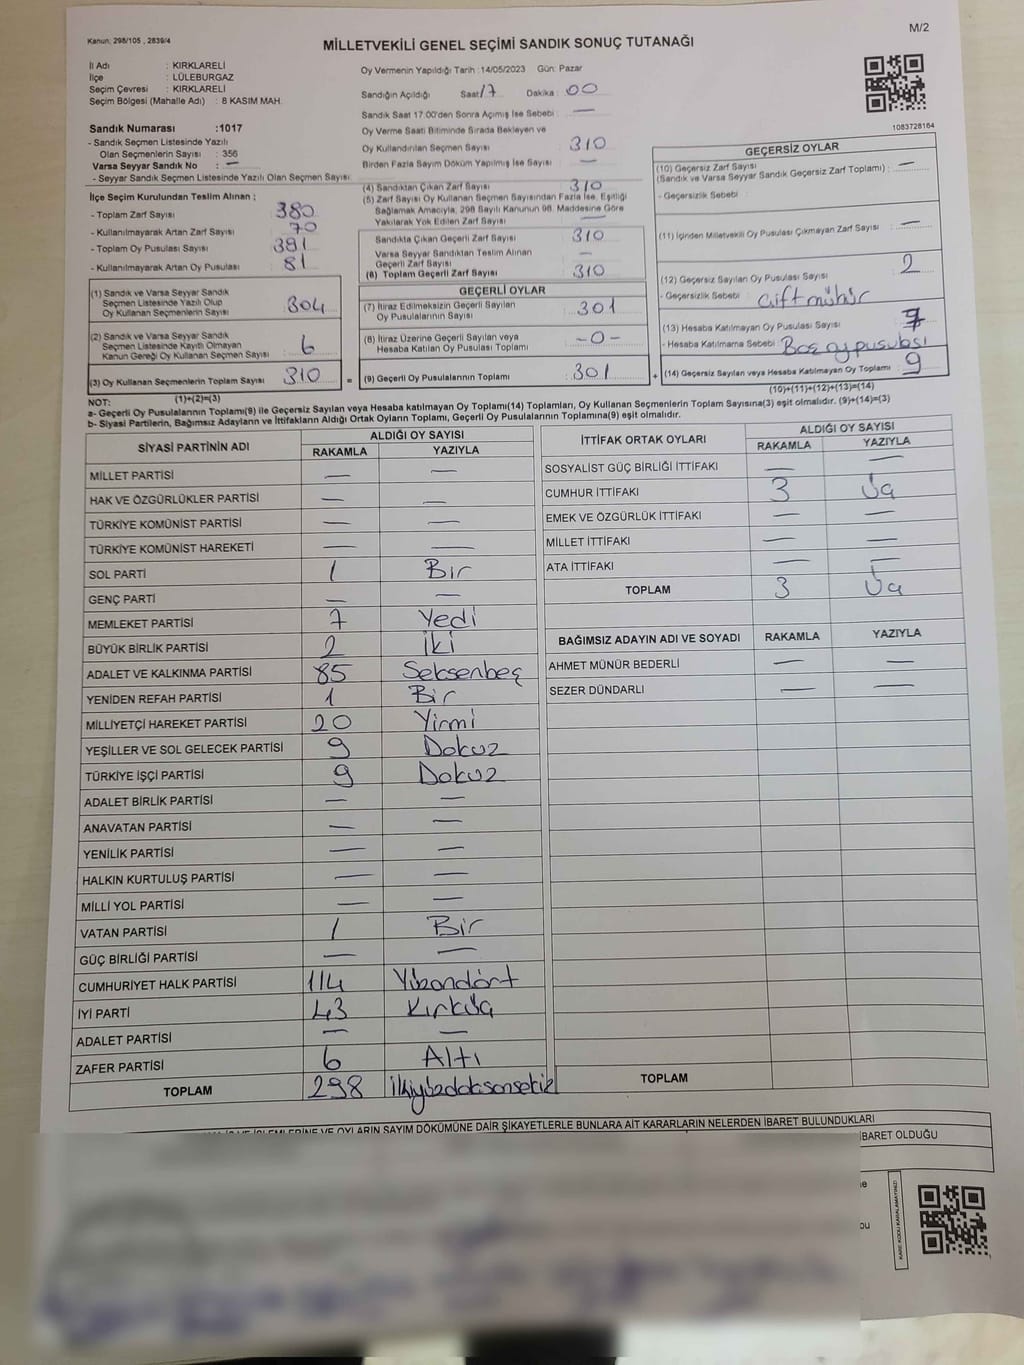 Kanun: 298/105 , 2839/4
M/2
MİLLETVEKİLİ GENEL SEÇİMİ SANDIK SONUÇ TUTANAĞI
İl Adı : KIRKLARELİ
İlçe : LÜLEBURGAZ
Seçim Çevresi : KIRKLARELİ
Seçim Bölgesi (Mahalle Adı) : 8 KASIM MAH.
Sandık Numarası :1017
- Sandık Seçmen Listesinde Yazılı
Olan Seçmenlerin Sayısı : 356
Varsa Seyyar Sandık No : —
- Seyyar Sandık Seçmen Listesinde Yazılı Olan Seçmen Sayısı:
İlçe Seçim Kurulundan Teslim Alınan ;
- Toplam Zarf Sayısı 380
- Kullanılmayarak Artan Zarf Sayısı 70
- Toplam Oy Pusulası Sayısı 391
- Kullanılmayarak Artan Oy Pusulası 81
(1) Sandık ve Varsa Seyyar Sandık
Seçmen Listesinde Yazılı Olup
Oy Kullanan Seçmenlerin Sayısı 304
(2) Sandık ve Varsa Seyyar Sandık
Seçmen Listesinde Kayıtlı Olmayan
Kanun Gereği Oy Kullanan Seçmen Sayısı : 6
(3) Oy Kullanan Seçmenlerin Toplam Sayısı 310
(1)+(2)=(3)
Oy Vermenin Yapıldığı Tarih :14/05/2023 Gün: Pazar
Sandığın Açıldığı Saat: 17 Dakika: 00
Sandık Saat 17:00'den Sonra Açımış İse Sebebi : —
Oy Verme Saati Bitiminde Sırada Bekleyen ve
Oy Kullandırılan Seçmen Sayısı 310
Birden Fazla Sayım Döküm Yapılmış İse Sayısı —
(4) Sandıktan Çıkan Zarf Sayısı 310
(5) Zarf Sayısı Oy Kullanan Seçmen Sayısından Fazla İse, Eşitliği
Sağlamak Amacıyla, 298 Sayılı Kanunun 98. Maddesine Göre
Yakılarak Yok Edilen Zarf Sayısı —
Sandıkta Çıkan Geçerli Zarf Sayısı 310
Varsa Seyyar Sandıktan Teslim Alınan
Geçerli Zarf Sayısı —
(6) Toplam Geçerli Zarf Sayısı 310
GEÇERLİ OYLAR
(7) İtiraz Edilmeksizin Geçerli Sayılan
Oy Pusulalarının Sayısı : 301
(8) İtiraz Üzerine Geçerli Sayılan veya
Hesaba Katılan Oy Pusulası Toplamı -0-
= (9) Geçerli Oy Pusulalarının Toplamı : 301
1083728164
GEÇERSİZ OYLAR
(10) Geçersiz Zarf Sayısı
(Sandık ve Varsa Seyyar Sandık Geçersiz Zarf Toplamı) : —
- Geçersizlik Sebebi :
(11) İçinden Milletvekili Oy Pusulası Çıkmayan Zarf Sayısı —
(12) Geçersiz Sayılan Oy Pusulası Sayısı : 2
- Geçersizlik Sebebi : Çift mühür
(13) Hesaba Katılmayan Oy Pusulası Sayısı : 7
- Hesaba Katılmama Sebebi Boş oy pusulası
+ (14) Geçersiz Sayılan veya Hesaba Katılmayan Oy Toplamı : 9
(10)+(11)+(12)+(13)=(14)
NOT:
a- Geçerli Oy Pusulası Toplamı(9) ile Geçersiz Sayılan veya Hesaba katılmayan Oy Toplamı(14) Toplamları, Oy Kullanan Seçmenlerin Toplam Sayısına(3) eşit olmalıdır. (9)+(14)=(3)
b- Siyasi Partilerin, Bağımsız Adayların ve İttifakların Aldığı Ortak Oyların Toplamı, Geçerli Oy Pusulalarının Toplamına(9) eşit olmalıdır.
SİYASİ PARTİNİN ADI ALDIĞI OY SAYISI
RAKAMLA YAZIYLA
MİLLET PARTİSİ — —
HAK VE ÖZGÜRLÜKLER PARTİSİ — —
TÜRKİYE KOMÜNİST PARTİSİ — —
TÜRKİYE KOMÜNİST HAREKETİ — —
SOL PARTİ 1 Bir
GENÇ PARTİ — —
MEMLEKET PARTİSİ 7 Yedi
BÜYÜK BİRLİK PARTİSİ 2 İki
ADALET VE KALKINMA PARTİSİ 85 Seksenbeş
YENİDEN REFAH PARTİSİ 1 Bir
MİLLİYETÇİ HAREKET PARTİSİ 20 Yirmi
YEŞİLLER VE SOL GELECEK PARTİSİ 9 Dokuz
TÜRKİYE İŞÇİ PARTİSİ 9 Dokuz
ADALET BİRLİK PARTİSİ — —
ANAVATAN PARTİSİ — —
YENİLİK PARTİSİ — —
HALKIN KURTULUŞ PARTİSİ — —
MİLLİ YOL PARTİSİ — —
VATAN PARTİSİ 1 Bir
GÜÇ BİRLİĞİ PARTİSİ — —
CUMHURİYET HALK PARTİSİ 114 Yüzondört
İYİ PARTİ 43 Kırküç
ADALET PARTİSİ — —
ZAFER PARTİSİ 6 Altı
TOPLAM 298 İkiyüzdoksansekiz
İTTİFAK ORTAK OYLARI ALDIĞI OY SAYISI
RAKAMLA YAZIYLA
SOSYALİST GÜÇ BİRLİĞİ İTTİFAKI — —
CUMHUR İTTİFAKI 3 Üç
EMEK VE ÖZGÜRLÜK İTTİFAKI — —
MİLLET İTTİFAKI — —
ATA İTTİFAKI — —
TOPLAM 3 Üç
BAĞIMSIZ ADAYIN ADI VE SOYADI RAKAMLA YAZIYLA
AHMET MÜNÜR BEDERLİ — —
SEZER DÜNDARLI — —
TOPLAM
OYLARIN SAYIM DÖKÜMÜNE DAİR ŞİKAYETLERLE BUNLARA AİT KARARLARIN NELERDEN İBARET BULUNDUKLARI
İBARET OLDUĞU
KARE KODU KARALAMAYINIZ!